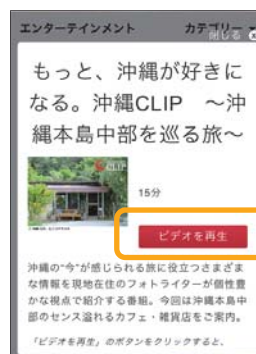 エンターテインメント カテゴリー
閉じる
もっと、沖縄が好きに
なる。沖縄CLIP ～沖
縄本島中部を巡る旅～
CLIP
15分
ビデオを再生
沖縄の"今"が感じられる旅に役立つさまざま
な情報を現地在住のフォトライターが個性豊
かな視点で紹介する番組。今回は沖縄本島中
部のセンス溢れるカフェ・雑貨店をご案内。
「ビデオを再生」のボタンをクリックすると、